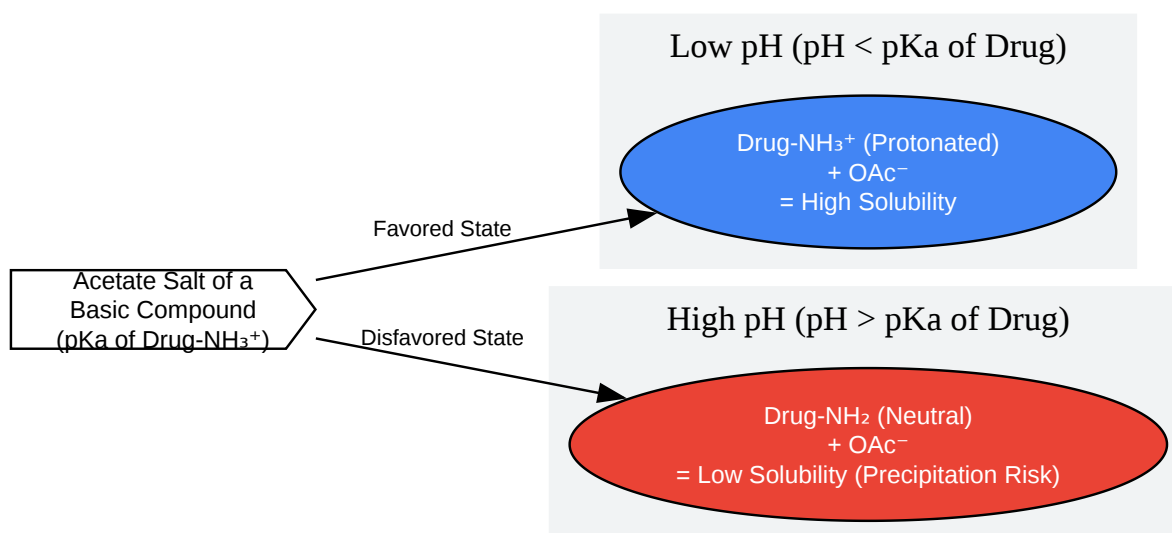 Low pH (pH < pKa of Drug)
Drug-NH₃⁺ (Protonated)
+ OAc⁻
= High Solubility
Favored State
Acetate Salt of a
Basic Compound
(pKa of Drug-NH₃⁺)
Disfavored State
High pH (pH > pKa of Drug)
Drug-NH₂ (Neutral)
+ OAc⁻
= Low Solubility (Precipitation Risk)